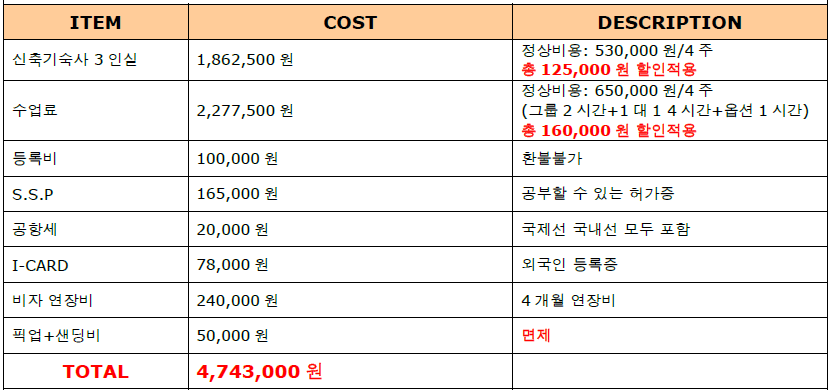 ITEM COST DESCRIPTION
신축기숙사 3 인실 1,862,500 원 정상비용: 530,000 원/4 주
총 125,000 원 할인적용
수업료 2,277,500 원 정상비용: 650,000 원/4 주
(그룹 2 시간+1 대 1 4 시간+옵션 1 시간)
총 160,000 원 할인적용
등록비 100,000 원 환불불가
S.S.P 165,000 원 공부할 수 있는 허가증
공항세 20,000 원 국제선 국내선 모두 포함
I-CARD 78,000 원 외국인 등록증
비자 연장비 240,000 원 4 개월 연장비
픽업+샌딩비 50,000 원 면제
TOTAL 4,743,000 원